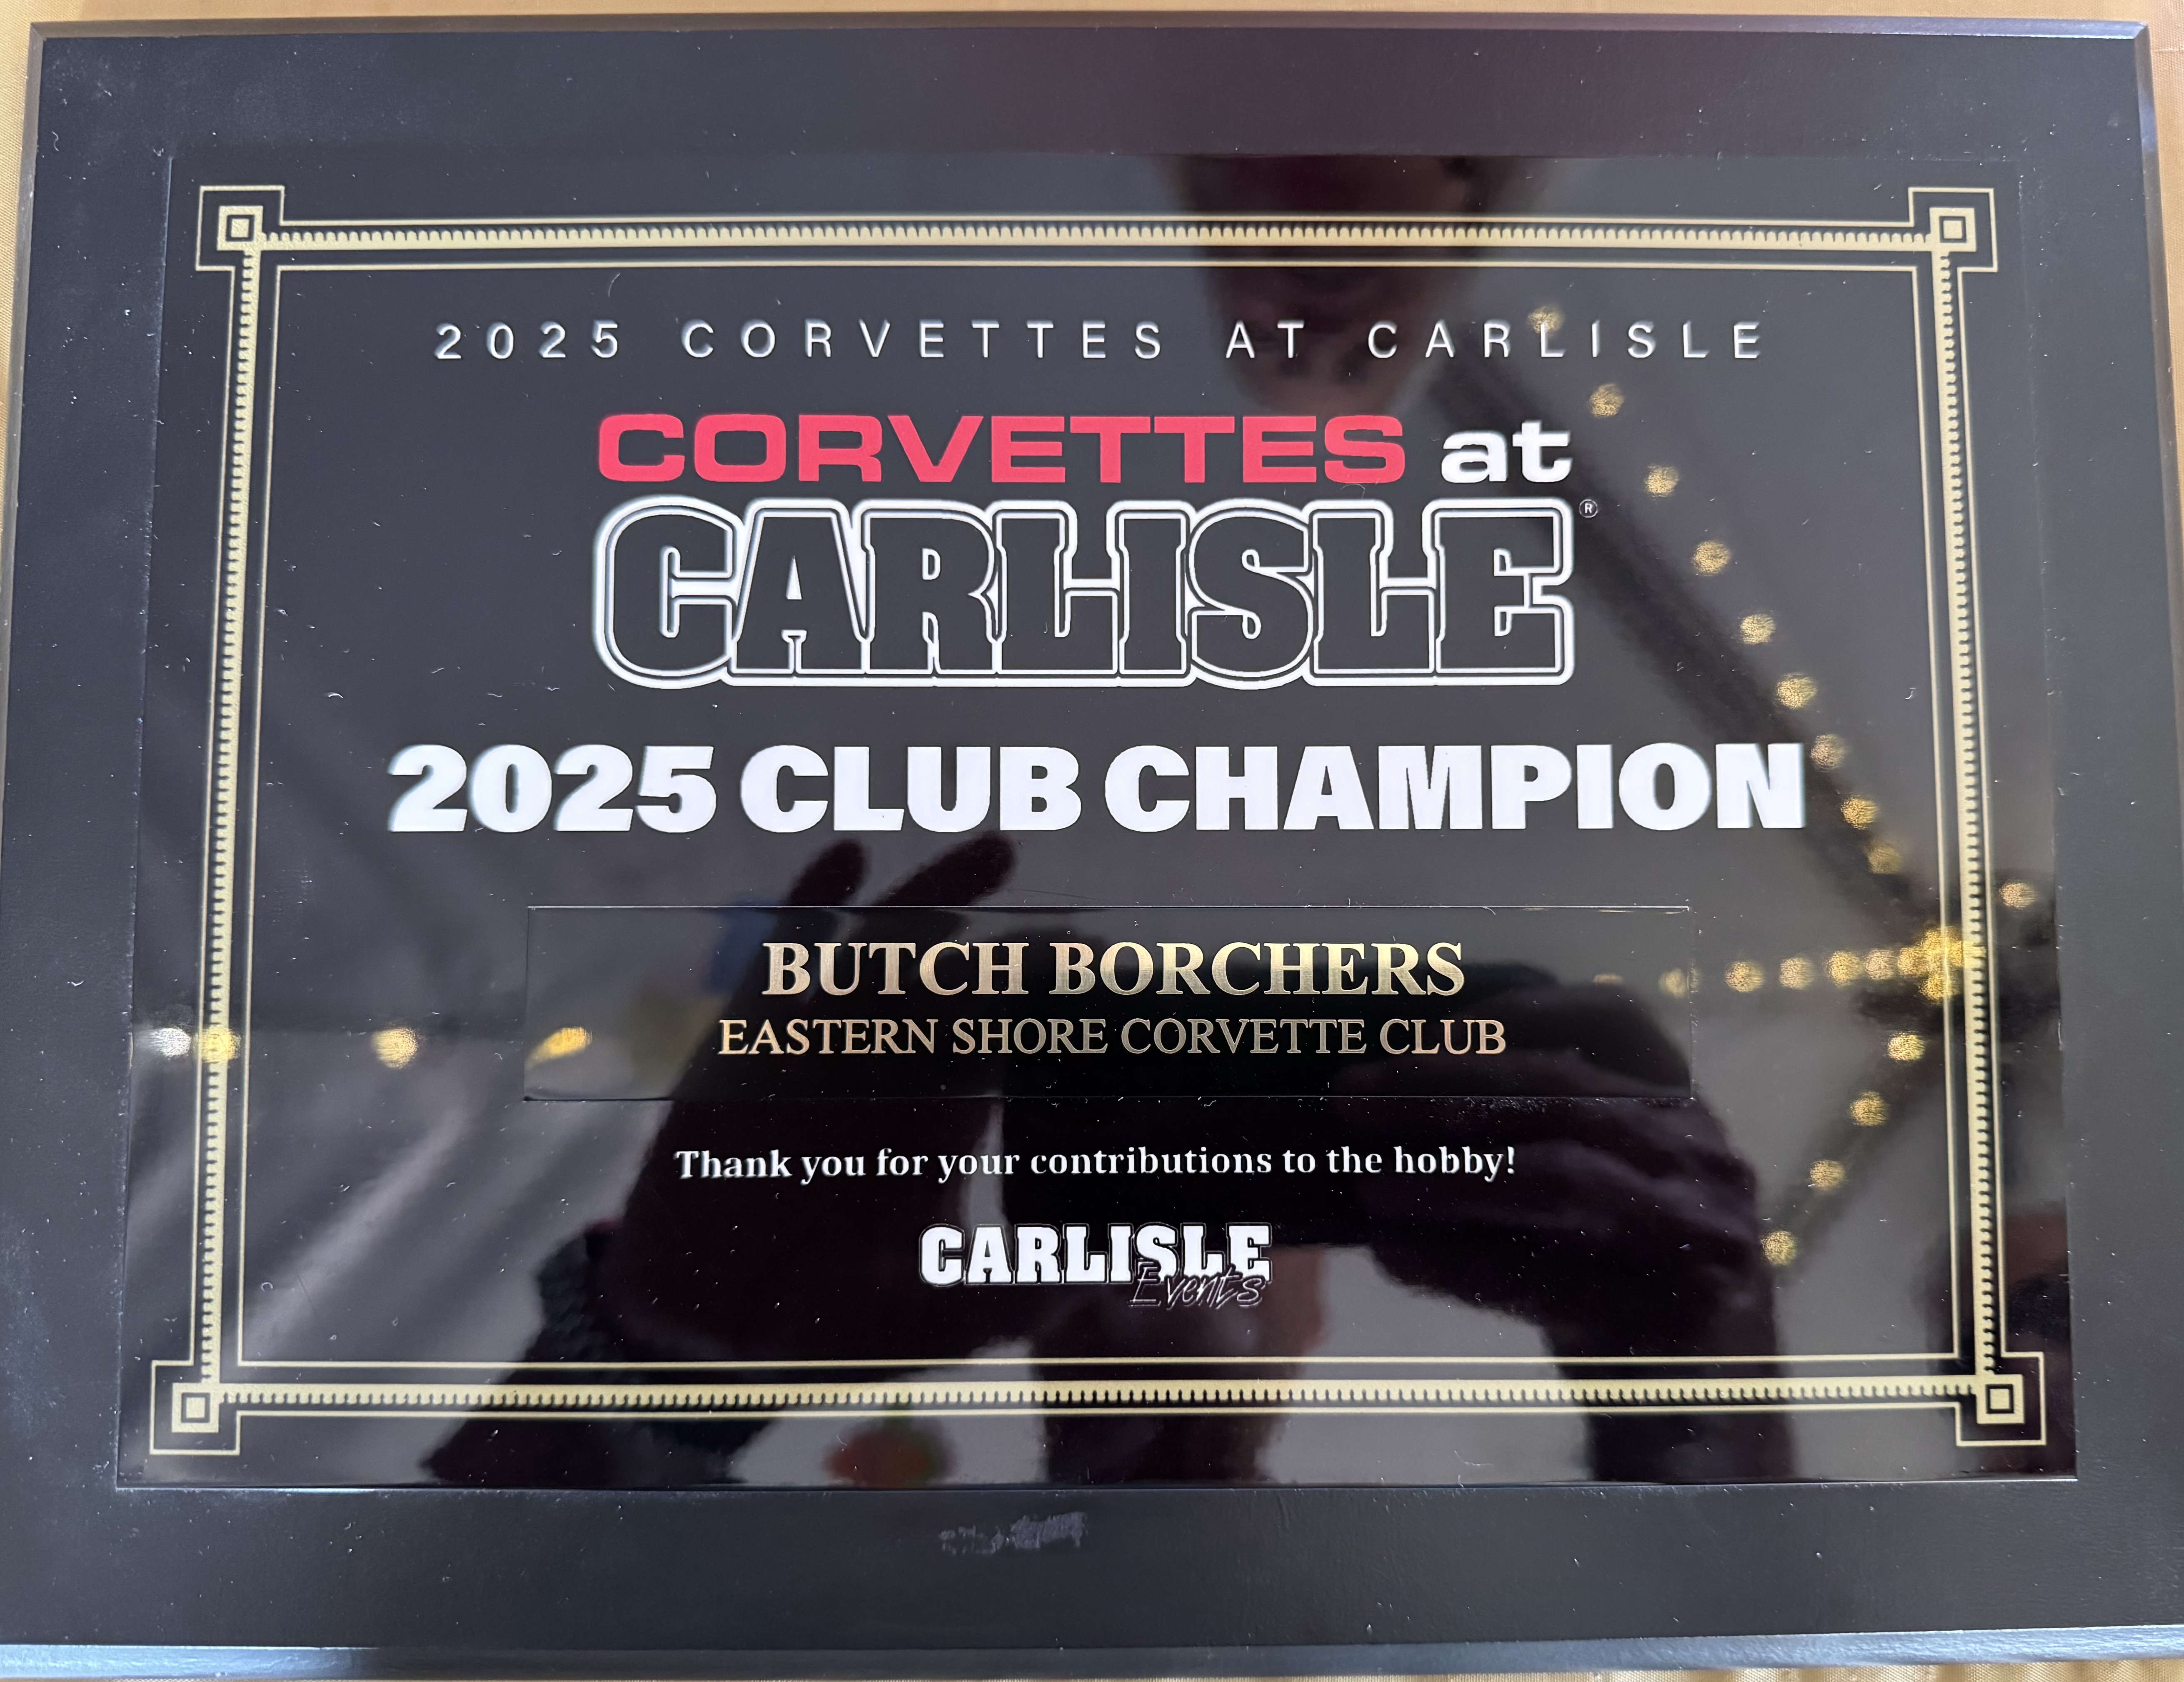 2025 CORVETTES AT CARLISLE
CORVETTES at
CARLISLE®
2025 CLUB CHAMPION
BUTCH BORCHERS
EASTERN SHORE CORVETTE CLUB
Thank you for your contributions to the hobby!
CARLISLE
Events